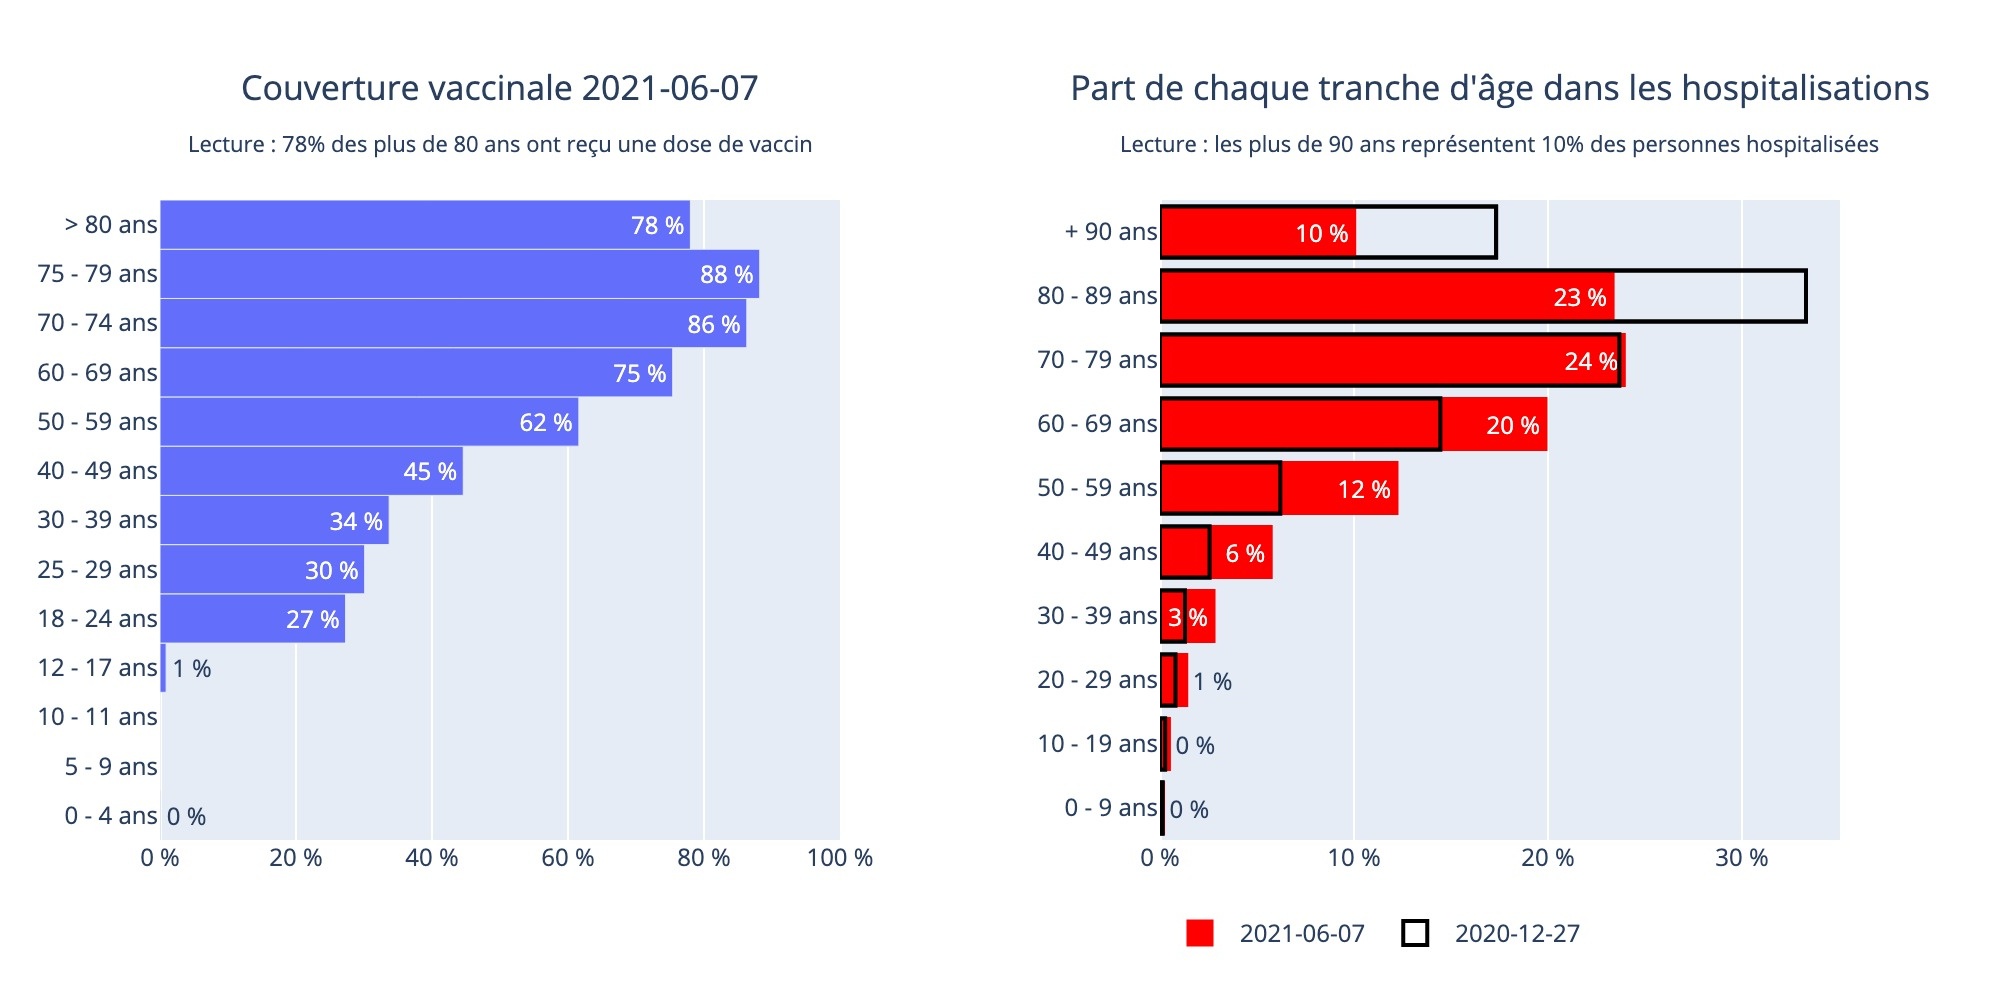 Couverture vaccinale 2021-06-07
Lecture : 78% des plus de 80 ans ont reçu une dose de vaccin
> 80 ans 78 %
75 - 79 ans 88 %
70 - 74 ans 86 %
60 - 69 ans 75 %
50 - 59 ans 62 %
40 - 49 ans 45 %
30 - 39 ans 34 %
25 - 29 ans 30 %
18 - 24 ans 27 %
12 - 17 ans 1 %
10 - 11 ans
5 - 9 ans
0 - 4 ans 0 %
0 % 20 % 40 % 60 % 80 % 100 %
Part de chaque tranche d'âge dans les hospitalisations
Lecture : les plus de 90 ans représentent 10% des personnes hospitalisées
+ 90 ans 10 %
80 - 89 ans 23 %
70 - 79 ans 24 %
60 - 69 ans 20 %
50 - 59 ans 12 %
40 - 49 ans 6 %
30 - 39 ans 3 %
20 - 29 ans 1 %
10 - 19 ans 0 %
0 - 9 ans 0 %
0 % 10 % 20 % 30 %
2021-06-07 2020-12-27